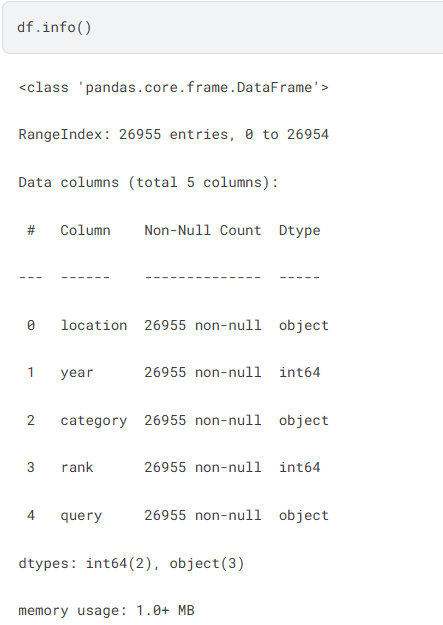 df.info()
<class 'pandas.core.frame.DataFrame'>
RangeIndex: 26955 entries, 0 to 26954
Data columns (total 5 columns):
 #   Column    Non-Null Count  Dtype
---  ------    --------------  -----
 0   location  26955 non-null  object
 1   year      26955 non-null  int64
 2   category  26955 non-null  object
 3   rank      26955 non-null  int64
 4   query     26955 non-null  object
dtypes: int64(2), object(3)
memory usage: 1.0+ MB